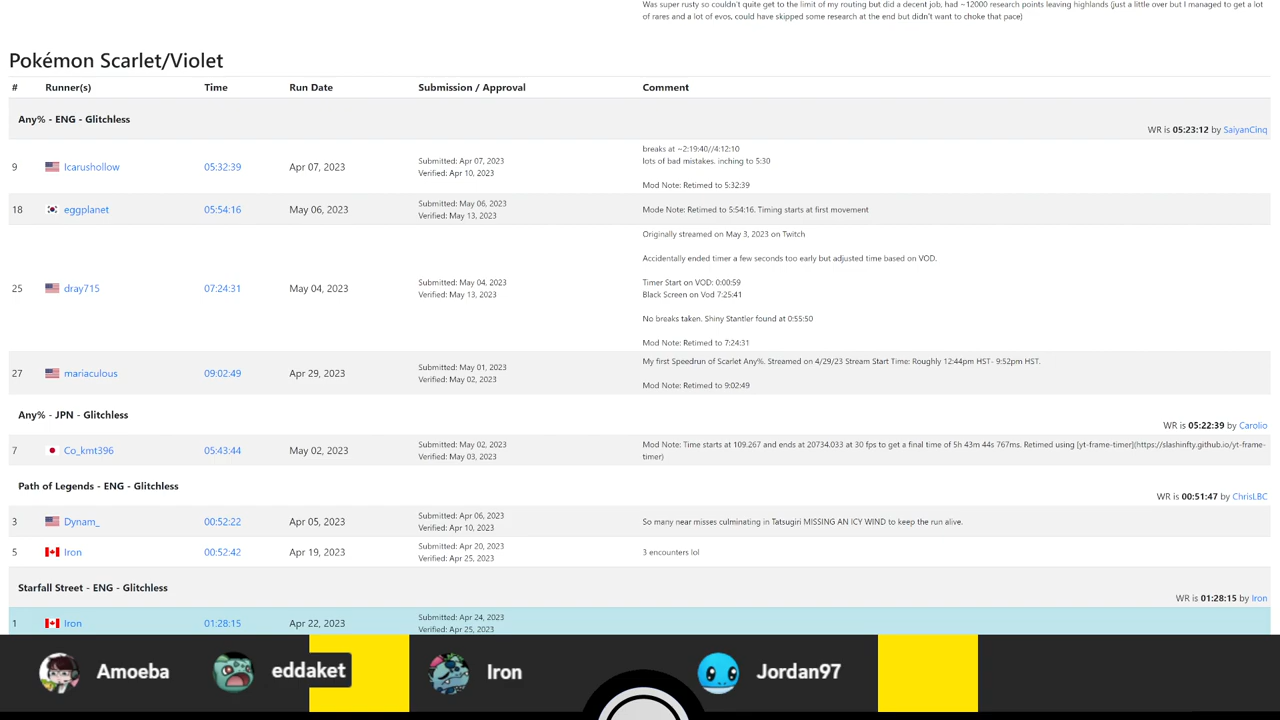 Was super rusty so couldn't quite get to the limit of my routing but did a decent job, had ~12000 research points leaving highlands (just a little over but I managed to get a lot
of rares and a lot of evos, could have skipped some research at the end but didn't want to choke that pace)
Pokémon Scarlet/Violet
# Runner(s) Time Run Date Submission / Approval Comment
Any% - ENG - Glitchless
WR is 05:23:12 by SaiyanCinq
9 Icarushollow 05:32:39 Apr 07, 2023
Submitted: Apr 07, 2023
Verified: Apr 10, 2023
breaks at ~2:19:40//4:12:10
lots of bad mistakes. inching to 5:30
Mod Note: Retimed to 5:32:39
18 eggplanet 05:54:16 May 06, 2023
Submitted: May 06, 2023
Verified: May 13, 2023
Mode Note: Retimed to 5:54:16. Timing starts at first movement
25 dray715 07:24:31 May 04, 2023
Submitted: May 04, 2023
Verified: May 13, 2023
Originally streamed on May 3, 2023 on Twitch
Accidentally ended timer a few seconds too early but adjusted time based on VOD.
Timer Start on VOD: 0:00:59
Black Screen on Vod 7:25:41
No breaks taken. Shiny Stantler found at 0:55:50
Mod Note: Retimed to 7:24:31
27 mariaculous 09:02:49 Apr 29, 2023
Submitted: May 01, 2023
Verified: May 02, 2023
My first Speedrun of Scarlet Any%. Streamed on 4/29/23 Stream Start Time: Roughly 12:44pm HST- 9:52pm HST.
Mod Note: Retimed to 9:02:49
Any% - JPN - Glitchless
WR is 05:22:39 by Carolio
7 Co_kmt396 05:43:44 May 02, 2023
Submitted: May 02, 2023
Verified: May 03, 2023
Mod Note: Time starts at 109.267 and ends at 20734.033 at 30 fps to get a final time of 5h 43m 44s 767ms. Retimed using [yt-frame-timer](https://slashinfty.github.io/yt-frame-
timer)
Path of Legends - ENG - Glitchless
WR is 00:51:47 by ChrisLBC
3 Dynam_ 00:52:22 Apr 05, 2023
Submitted: Apr 06, 2023
Verified: Apr 10, 2023
So many near misses culminating in Tatsugiri MISSING AN ICY WIND to keep the run alive.
5 Iron 00:52:42 Apr 19, 2023
Submitted: Apr 20, 2023
Verified: Apr 25, 2023
3 encounters lol
Starfall Street - ENG - Glitchless
WR is 01:28:15 by Iron
1 Iron 01:28:15 Apr 22, 2023
Submitted: Apr 24, 2023
Verified: Apr 25, 2023
Amoeba eddaket Iron Jordan97